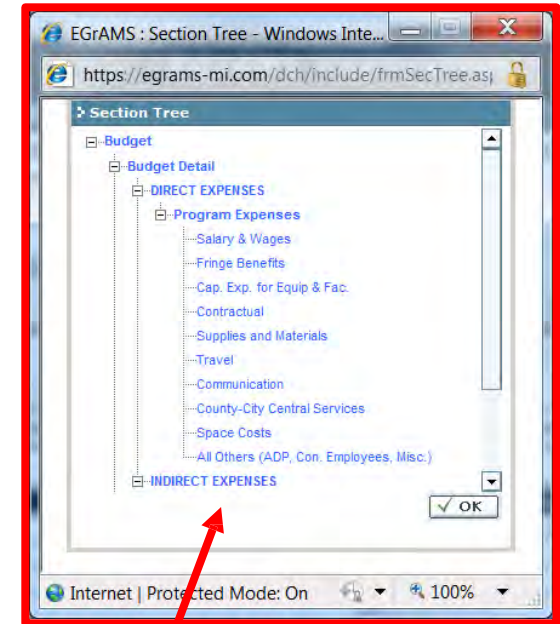 EGrAMS : Section Tree - Windows Inte...
https://egrams-mi.com/dch/include/frmSecTree.as
Section Tree
Budget
Budget Detail
DIRECT EXPENSES
Program Expenses
Salary & Wages
Fringe Benefits
Cap. Exp. for Equip & Fac.
Contractual
Supplies and Materials
Travel
Communication
County-City Central Services
Space Costs
All Others (ADP, Con. Employees, Misc.)
INDIRECT EXPENSES
OK
Internet | Protected Mode: On 100%